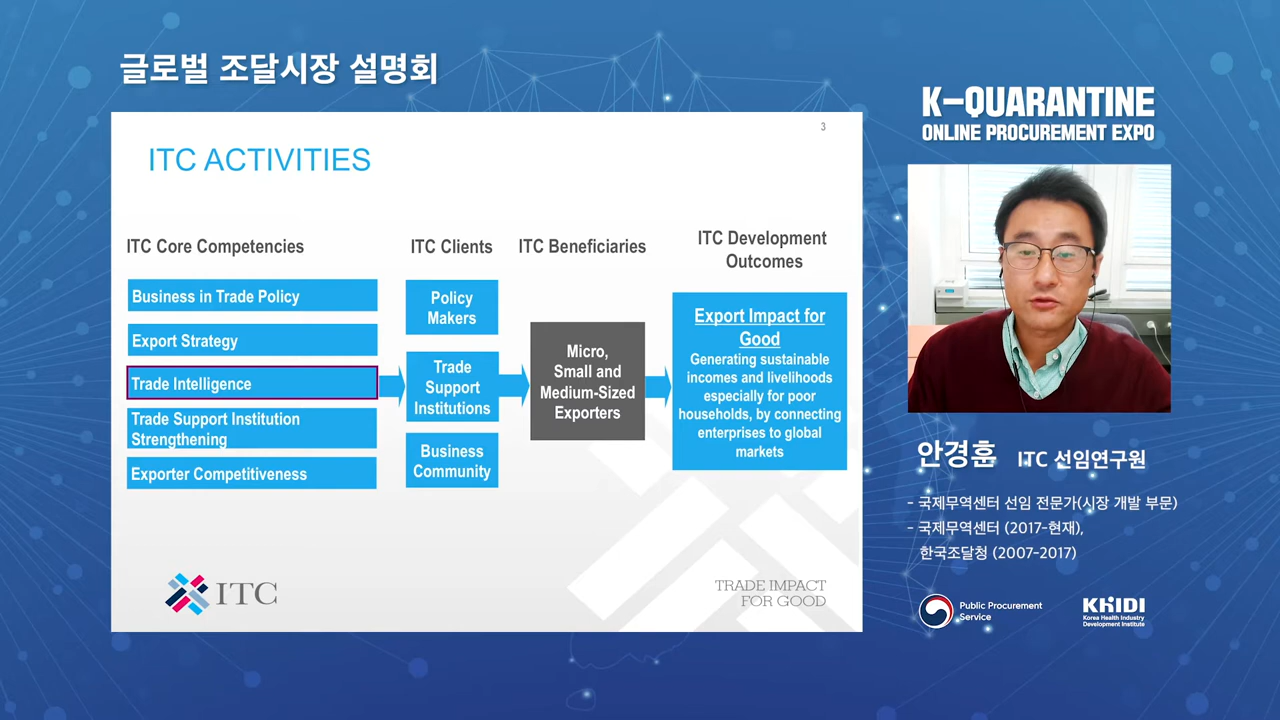 글로벌 조달시장 설명회
3
ITC ACTIVITIES
ITC Core Competencies
Business in Trade Policy
Export Strategy
Trade Intelligence
Trade Support Institution
Strengthening
Exporter Competitiveness
ITC Clients
Policy
Makers
Trade
Support
Institutions
Business
Community
ITC Beneficiaries
Micro,
Small and
Medium-Sized
Exporters
ITC Development
Outcomes
Export Impact for
Good
Generating sustainable
incomes and livelihoods
especially for poor
households, by connecting
enterprises to global
markets
ITC
TRADE IMPACT
FOR GOOD
K-QUARANTINE
ONLINE PROCUREMENT EXPO
안경훈 ITC 선임연구원
- 국제무역센터 선임 전문가(시장 개발 부문)
- 국제무역센터 (2017-현재),
한국조달청 (2007-2017)
Public Procurement
Service
KHIDI
Korea Health Industry
Development Institute